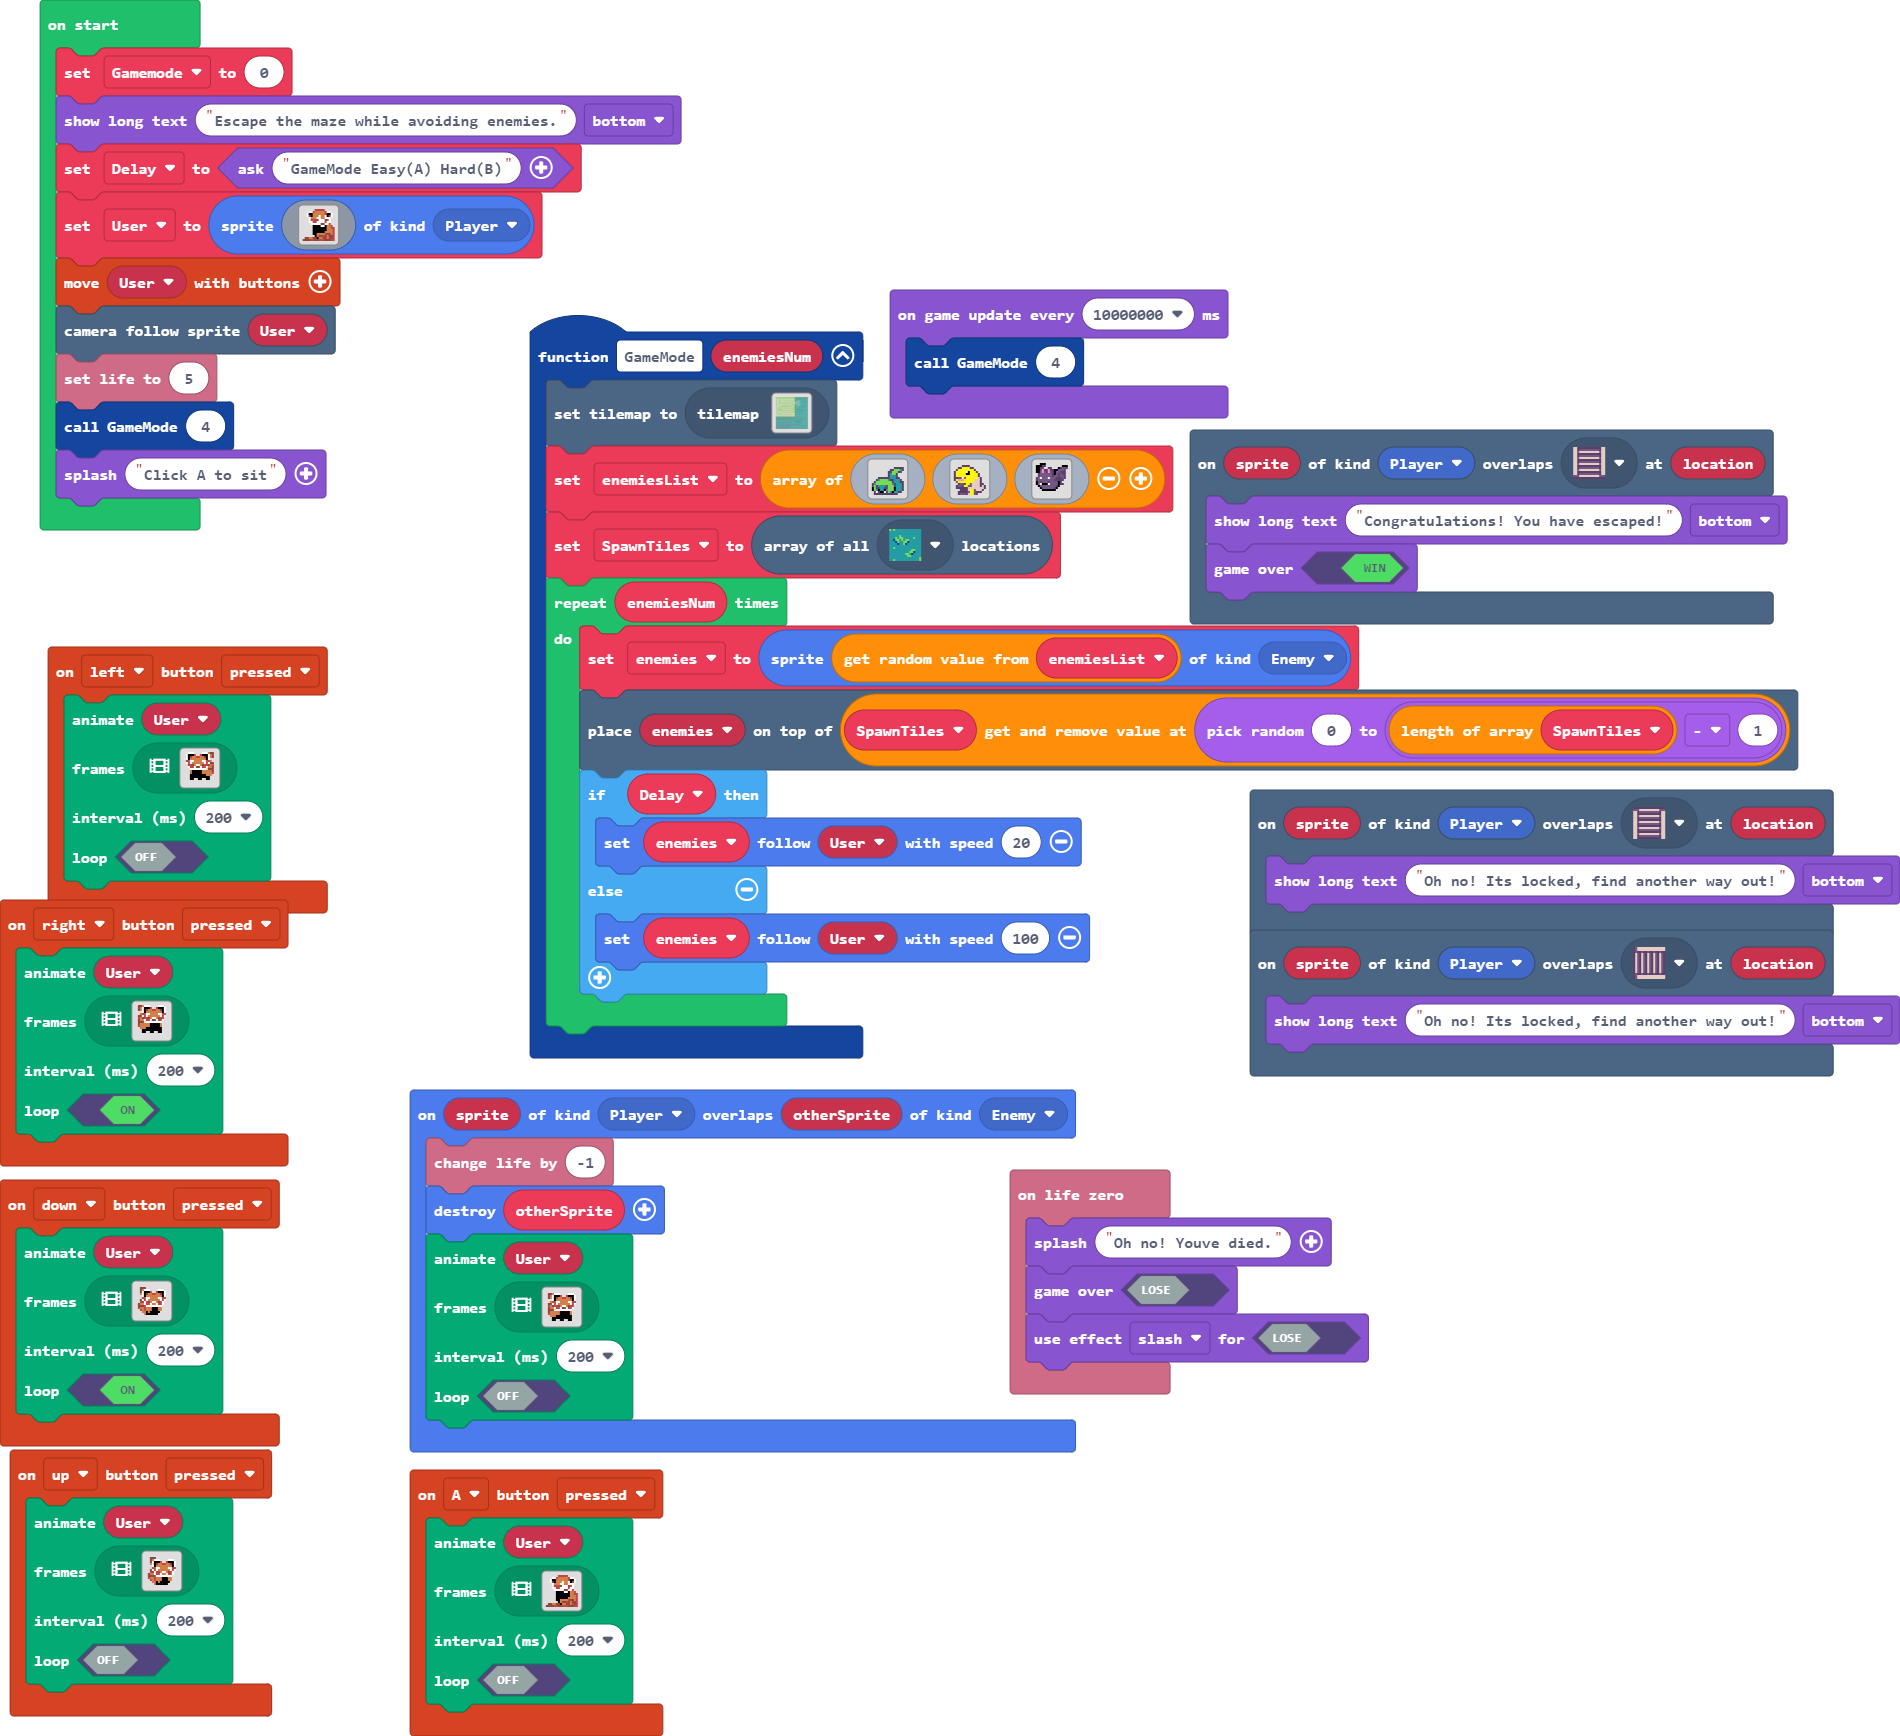 on start
set Gamemode to 0
show long text "Escape the maze while avoiding enemies." bottom
set Delay to ask "GameMode Easy(A) Hard(B)"
set User to sprite of kind Player
move User with buttons
camera follow sprite User
set life to 5
call GameMode 4
splash "Click A to sit"
function GameMode enemiesNum
set tilemap to tilemap
set enemiesList to array of
set SpawnTiles to array of all locations
repeat enemiesNum times
do
set enemies to sprite get random value from enemiesList of kind Enemy
place enemies on top of SpawnTiles get and remove value at pick random 0 to length of array SpawnTiles - 1
if Delay then
set enemies follow User with speed 20
else
set enemies follow User with speed 100
on game update every 10000000 ms
call GameMode 4
on sprite of kind Player overlaps at location
show long text "Congratulations! You have escaped!" bottom
game over WIN
on sprite of kind Player overlaps at location
show long text "Oh no! Its locked, find another way out!" bottom
on sprite of kind Player overlaps at location
show long text "Oh no! Its locked, find another way out!" bottom
on left button pressed
animate User
frames
interval (ms) 200
loop OFF
on right button pressed
animate User
frames
interval (ms) 200
loop ON
on down button pressed
animate User
frames
interval (ms) 200
loop ON
on up button pressed
animate User
frames
interval (ms) 200
loop OFF
on sprite of kind Player overlaps otherSprite of kind Enemy
change life by -1
destroy otherSprite
animate User
frames
interval (ms) 200
loop OFF
on A button pressed
animate User
frames
interval (ms) 200
loop OFF
on life zero
splash "Oh no! Youve died."
game over LOSE
use effect slash for LOSE